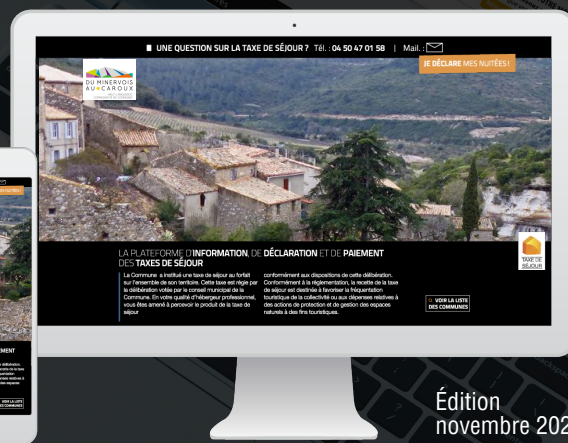 UNE QUESTION SUR LA TAXE DE SÉJOUR ? Tél. : 04 50 47 01 58 | Mail. :
JE DÉCLARE MES NUITÉES !
DU MINERVOIS
AU CAROUX
LA PLATEFORME D'INFORMATION, DE DÉCLARATION ET DE PAIEMENT
DES TAXES DE SÉJOUR
La Commune a institué une taxe de séjour au forfait
sur l'ensemble de son territoire. Cette taxe est régie par
la délibération votée par le conseil municipal de la
Commune. En votre qualité d'hébergeur professionnel,
vous êtes amené à percevoir le produit de la taxe de
séjour
conformément aux dispositions de cette délibération.
Conformément à la réglementation, la recette de la taxe
de séjour est destinée à favoriser la fréquentation
touristique de la collectivité ou aux dépenses relatives à
des actions de protection et de gestion des espaces
naturels à des fins touristiques.
TAXE DE
SÉJOUR
VOIR LA LISTE
DES COMMUNES
Édition
novembre 202